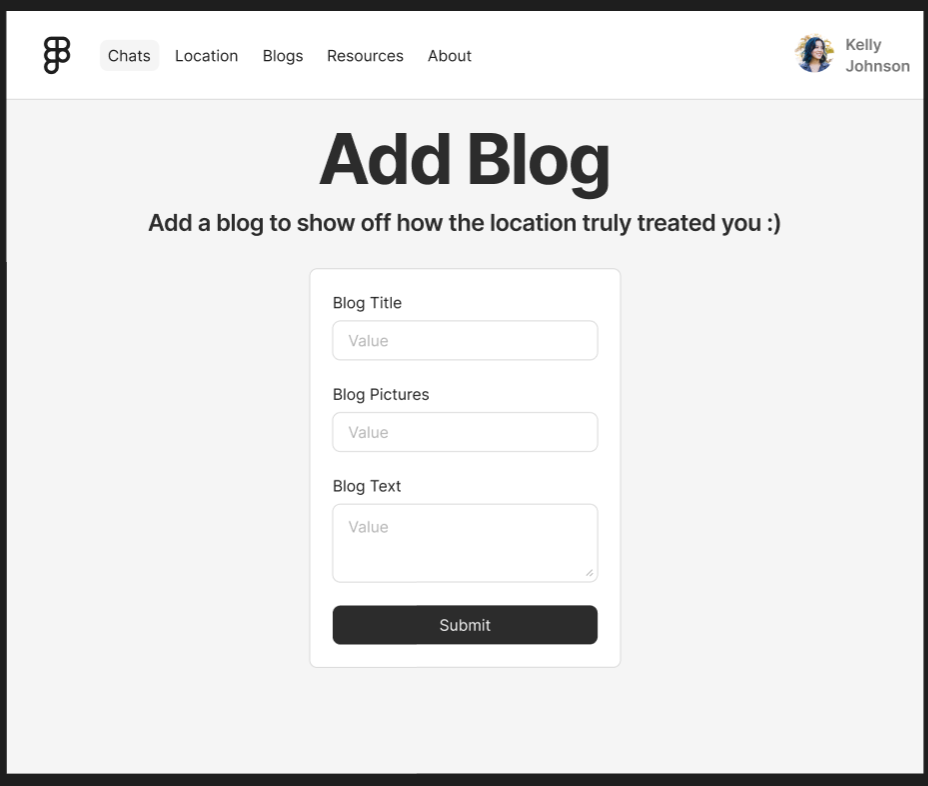 Chats Location Blogs Resources About
Kelly
Johnson
Add Blog
Add a blog to show off how the location truly treated you :)
Blog Title
Value
Blog Pictures
Value
Blog Text
Value
Submit